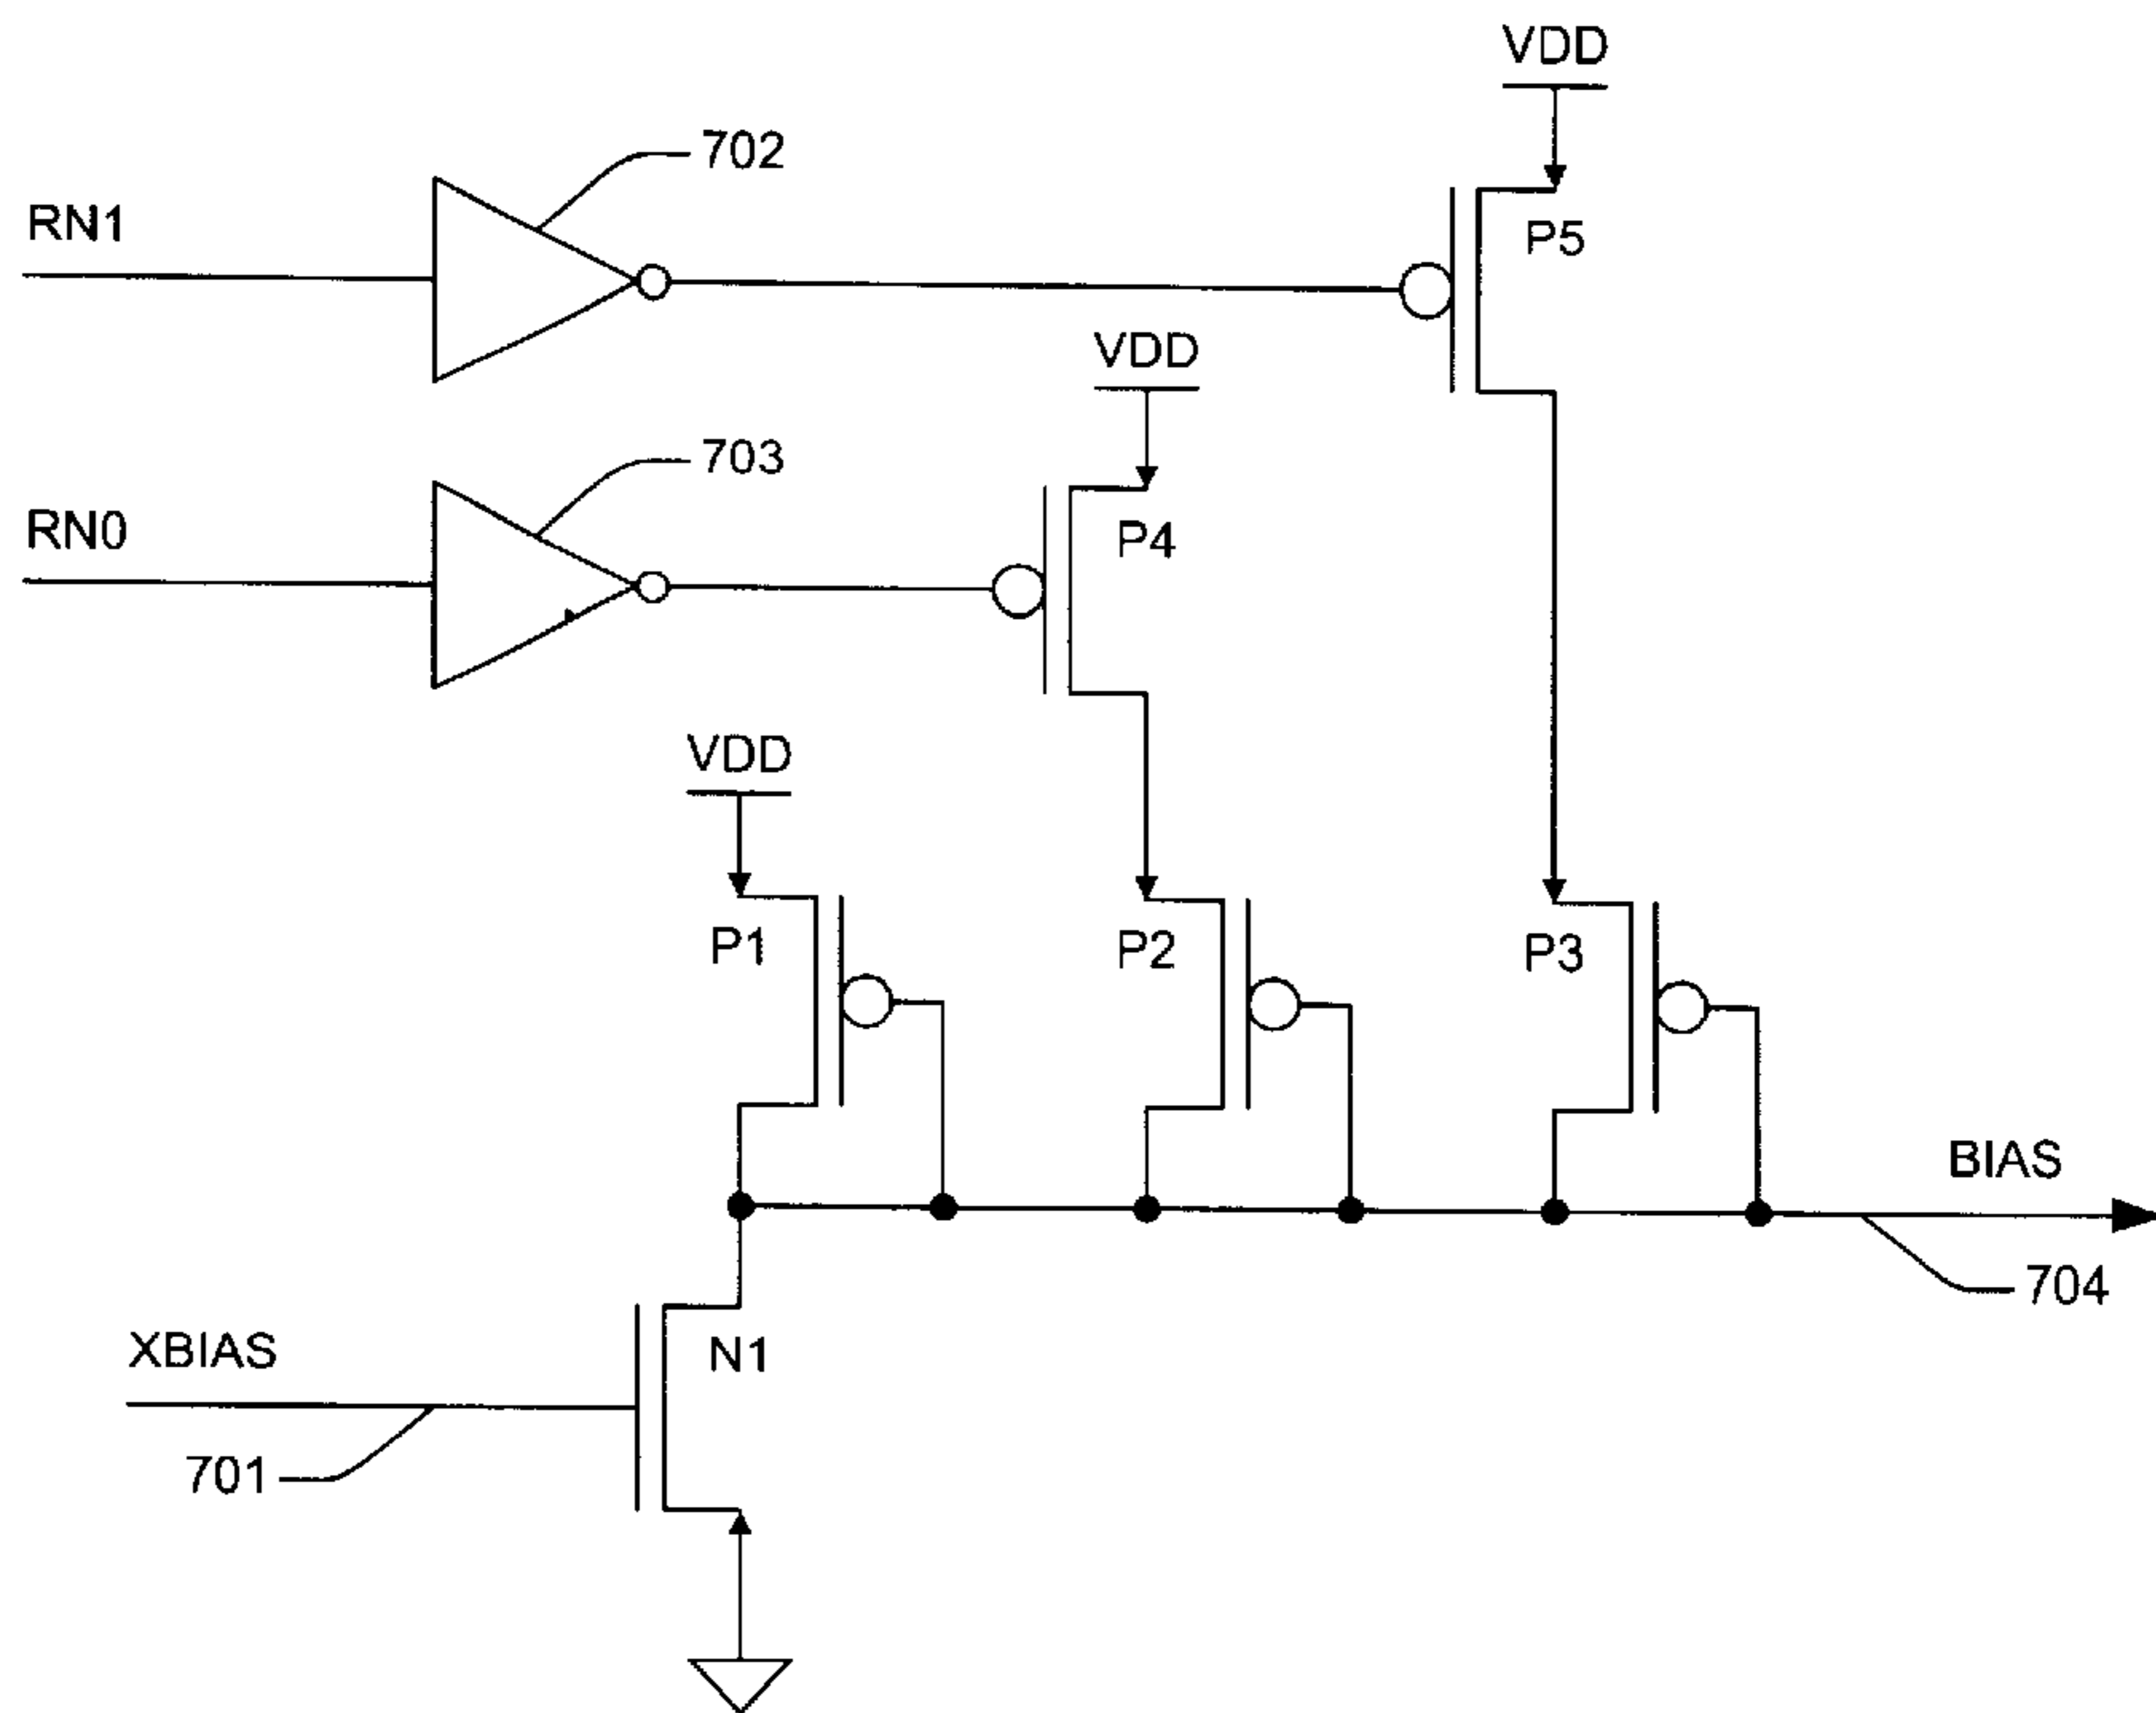 VDD
702
RN1
P5
VDD
703
RN0
P4
VDD
P1
P2
P3
BIAS
704
XBIAS
N1
701